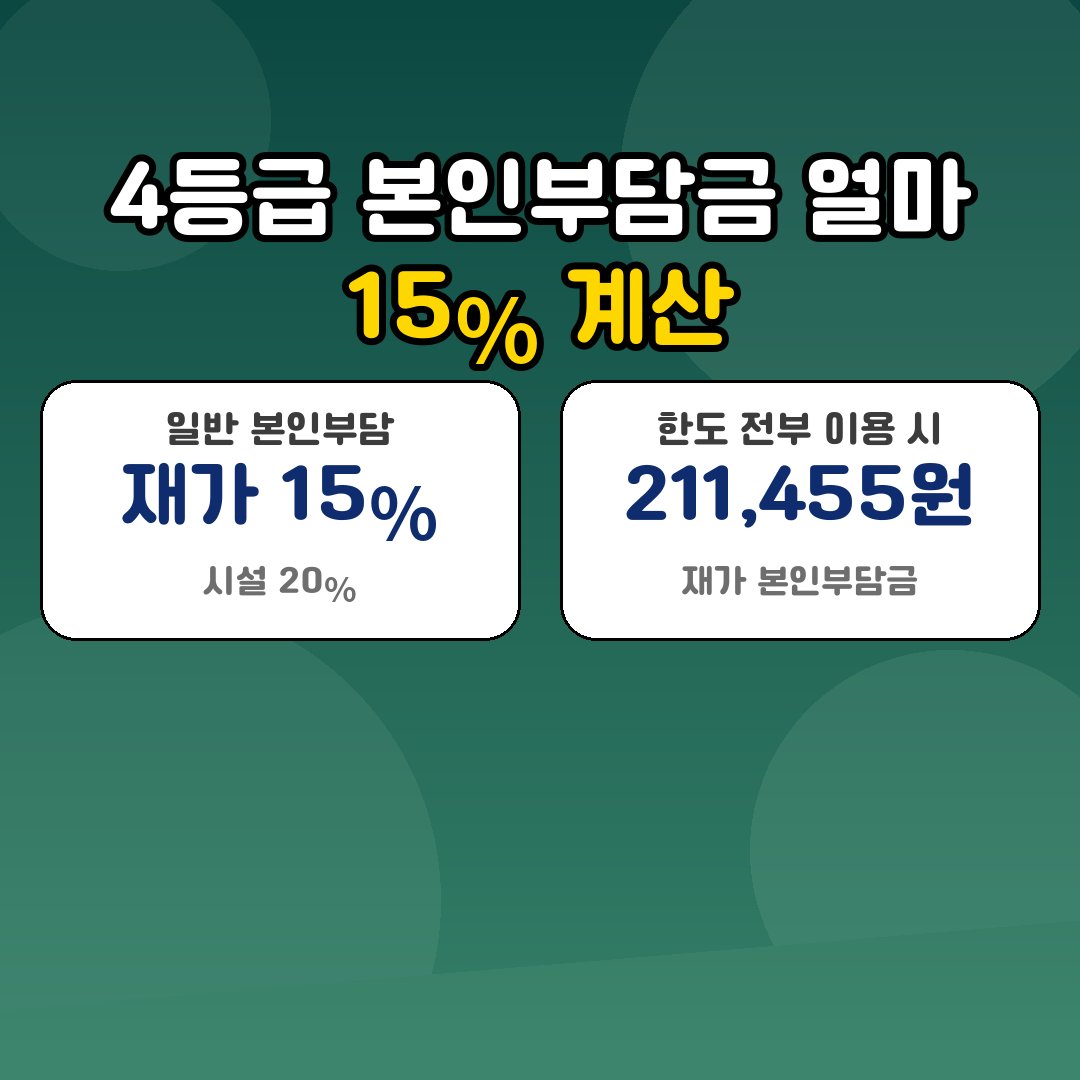 4등급 본인부담금 얼마
15% 계산
일반 본인부담
재가 15%
시설 20%
한도 전부 이용 시
211,455원
재가 본인부담금